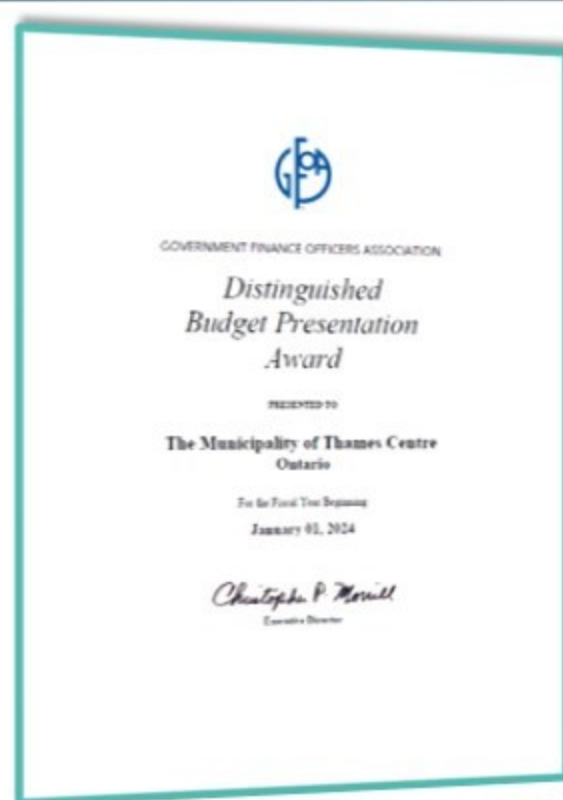 GFOA
GOVERNMENT FINANCE OFFICERS ASSOCIATION
Distinguished
Budget Presentation
Award
PRESENTED TO
The Municipality of Thames Centre
Ontario
For the Fiscal Year Beginning
January 01, 2024
Christopher P. Morrill
Executive Director